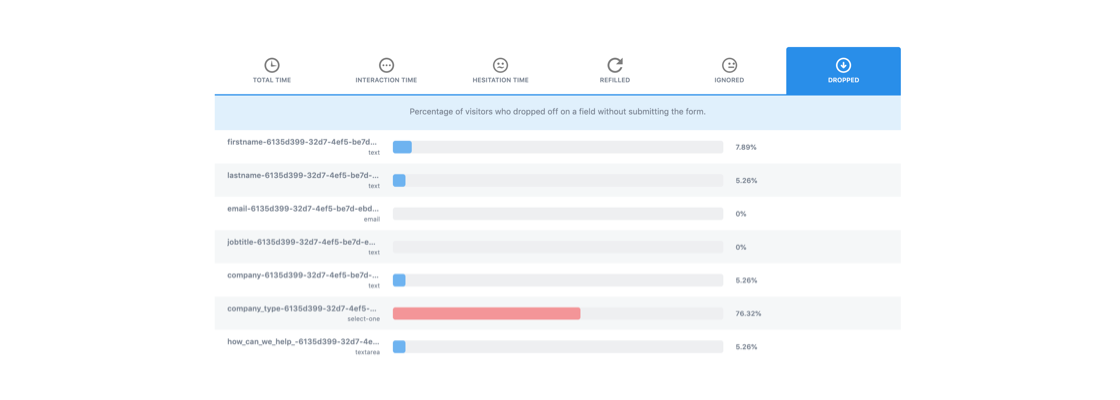 TOTAL TIME
INTERACTION TIME
HESITATION TIME
REFILLED
IGNORED
DROPPED
Percentage of visitors who dropped off on a field without submitting the form.
firstname-6135d399-32d7-4ef5-be7d...
text
7.89%
lastname-6135d399-32d7-4ef5-be7d-...
text
5.26%
email-6135d399-32d7-4ef5-be7d-ebd...
email
0%
jobtitle-6135d399-32d7-4ef5-be7d-e...
text
0%
company-6135d399-32d7-4ef5-be7d-...
text
5.26%
company_type-6135d399-32d7-4ef5-...
select-one
76.32%
how_can_we_help_-6135d399-32d7-4e...
textarea
5.26%